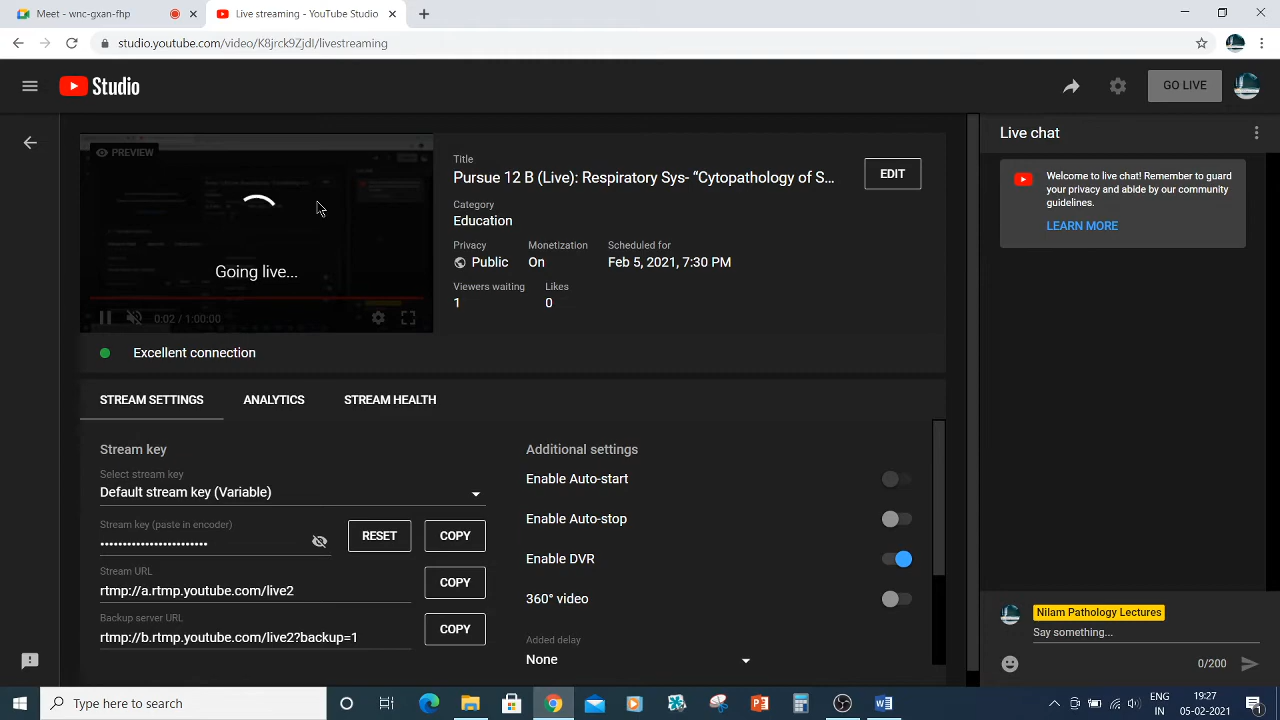 Meet - wnc-gxan-fhp
Live streaming - YouTube Studio
studio.youtube.com/video/K8jrck9ZjdI/livestreaming
Studio
GO LIVE
PREVIEW
Going live...
0:02 / 1:00:00
Title
Pursue 12 B (Live): Respiratory Sys- “Cytopathology of S...
EDIT
Category
Education
Privacy
Monetization
Scheduled for
Public
On
Feb 5, 2021, 7:30 PM
Viewers waiting
Likes
1
0
Excellent connection
STREAM SETTINGS
ANALYTICS
STREAM HEALTH
Stream key
Select stream key
Default stream key (Variable)
Stream key (paste in encoder)
RESET
COPY
Stream URL
rtmp://a.rtmp.youtube.com/live2
COPY
Backup server URL
rtmp://b.rtmp.youtube.com/live2?backup=1
COPY
Additional settings
Enable Auto-start
Enable Auto-stop
Enable DVR
360° video
Added delay
None
Live chat
Welcome to live chat! Remember to guard
your privacy and abide by our community
guidelines.
LEARN MORE
Nilam Pathology Lectures
Say something...
0/200
Type here to search
ENG
IN
19:27
05-02-2021